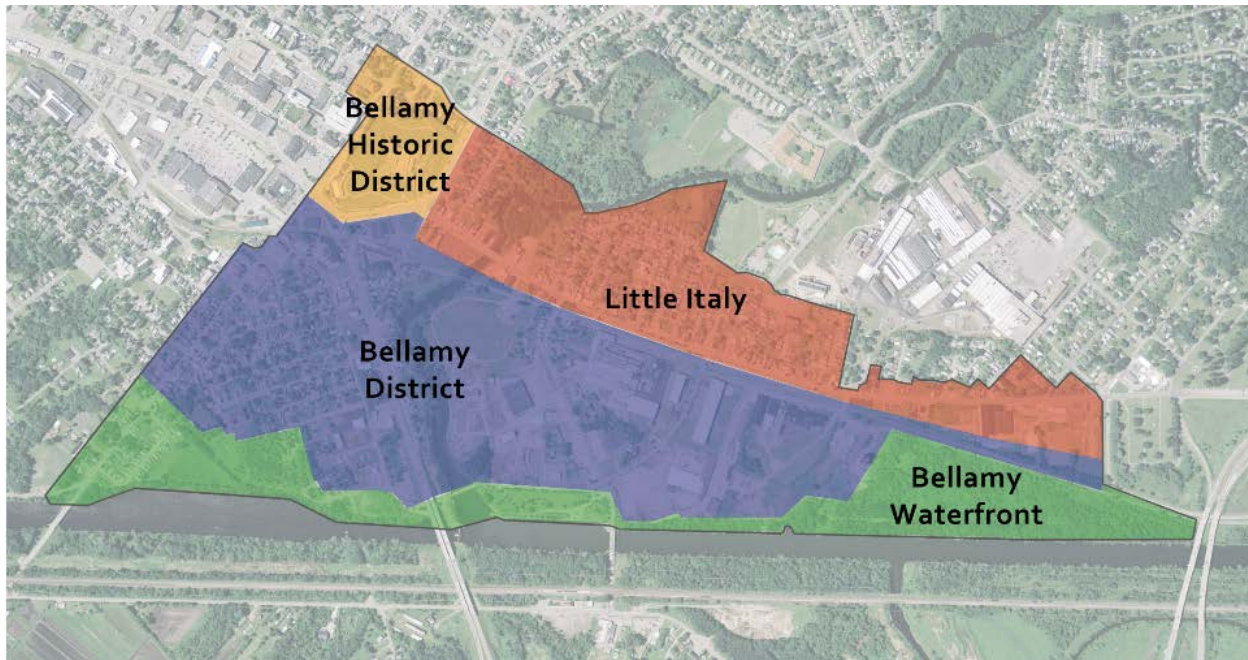 Bellamy
Historic
District
Little Italy
Bellamy
District
Bellamy
Waterfront